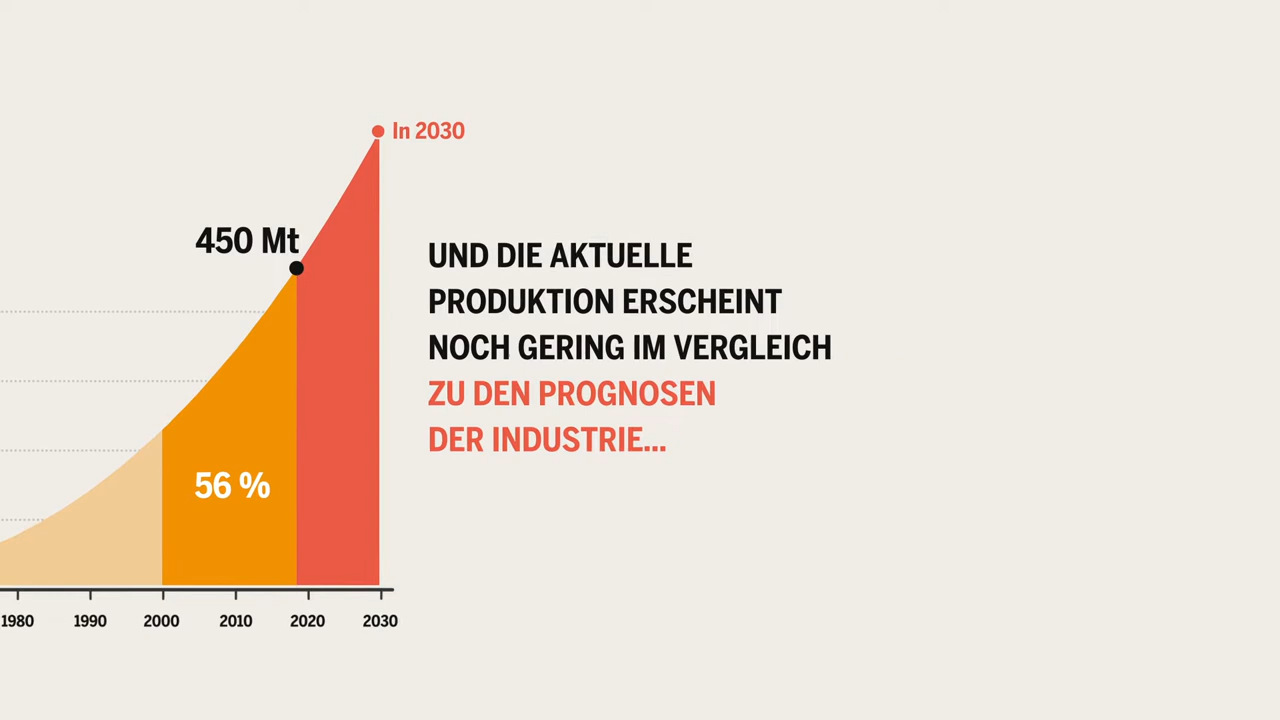 In 2030
450 Mt
UND DIE AKTUELLE
PRODUKTION ERSCHEINT
NOCH GERING IM VERGLEICH
ZU DEN PROGNOSEN
DER INDUSTRIE...
56 %
1980 1990 2000 2010 2020 2030